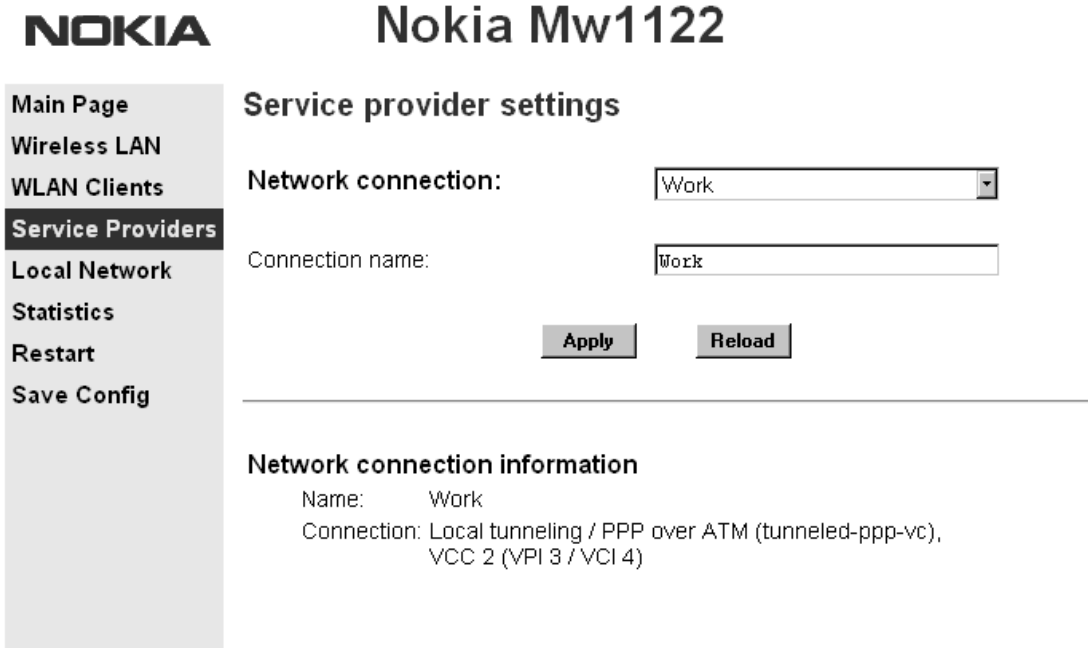 NOKIA
Nokia Mw1122
Main Page
Wireless LAN
WLAN Clients
Service Providers
Local Network
Statistics
Restart
Save Config
Service provider settings
Network connection: Work
Connection name: Work
Apply Reload
Network connection information
Name: Work
Connection: Local tunneling / PPP over ATM (tunneled-ppp-vc),
VCC 2 (VPI 3 / VCI 4)